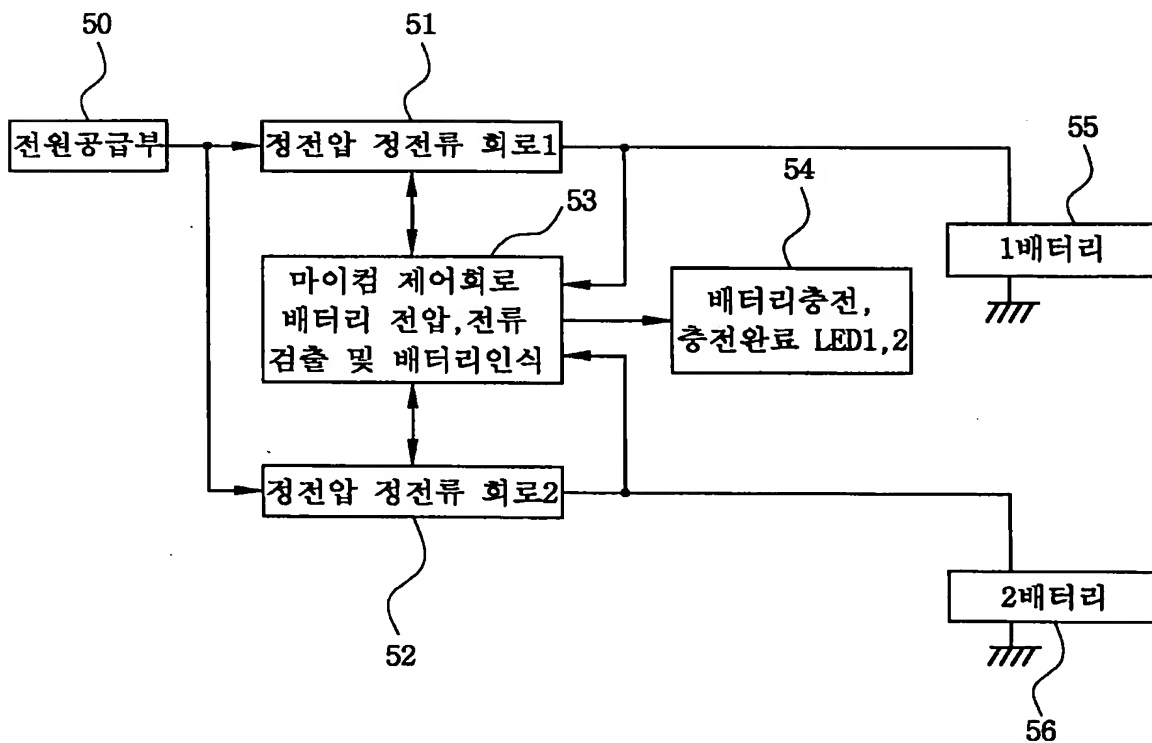 50
51
전원공급부
정전압 정전류 회로1
55
54
53
1배터리
마이컴 제어회로
배터리 전압,전류
검출 및 배터리인식
배터리충전,
충전완료 LED1,2
정전압 정전류 회로2
2배터리
52
56